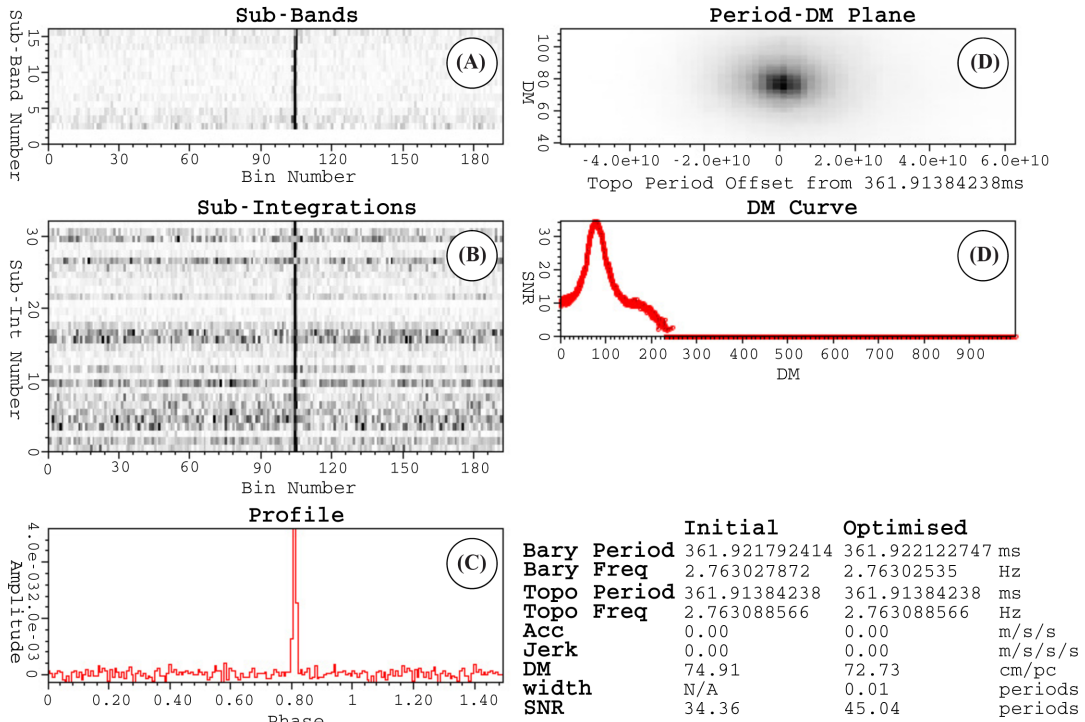 Sub-Bands
Sub-Band Number
15
10
5
0
(A)
0 30 60 90 120 150 180
Bin Number
Sub-Integrations
Sub-Int Number
30
20
10
0
(B)
0 30 60 90 120 150 180
Bin Number
Profile
Amplitude
4.0e-03
2.0e-03
0
(C)
0 0.20 0.40 0.60 0.80 1 1.20 1.40
Phase
Period-DM Plane
DM
100
80
60
40
(D)
-4.0e+10 -2.0e+10 0 2.0e+10 4.0e+10 6.0e+10
Topo Period Offset from 361.91384238ms
DM Curve
SNR
30
20
10
0
(D)
0 100 200 300 400 500 600 700 800 900
DM
Initial Optimised
Bary Period 361.921792414 361.922122747 ms
Bary Freq 2.763027872 2.76302535 Hz
Topo Period 361.91384238 361.91384238 ms
Topo Freq 2.763088566 2.763088566 Hz
Acc 0.00 0.00 m/s/s
Jerk 0.00 0.00 m/s/s/s
DM 74.91 72.73 cm/pc
width N/A 0.01 periods
SNR 34.36 45.04 periods